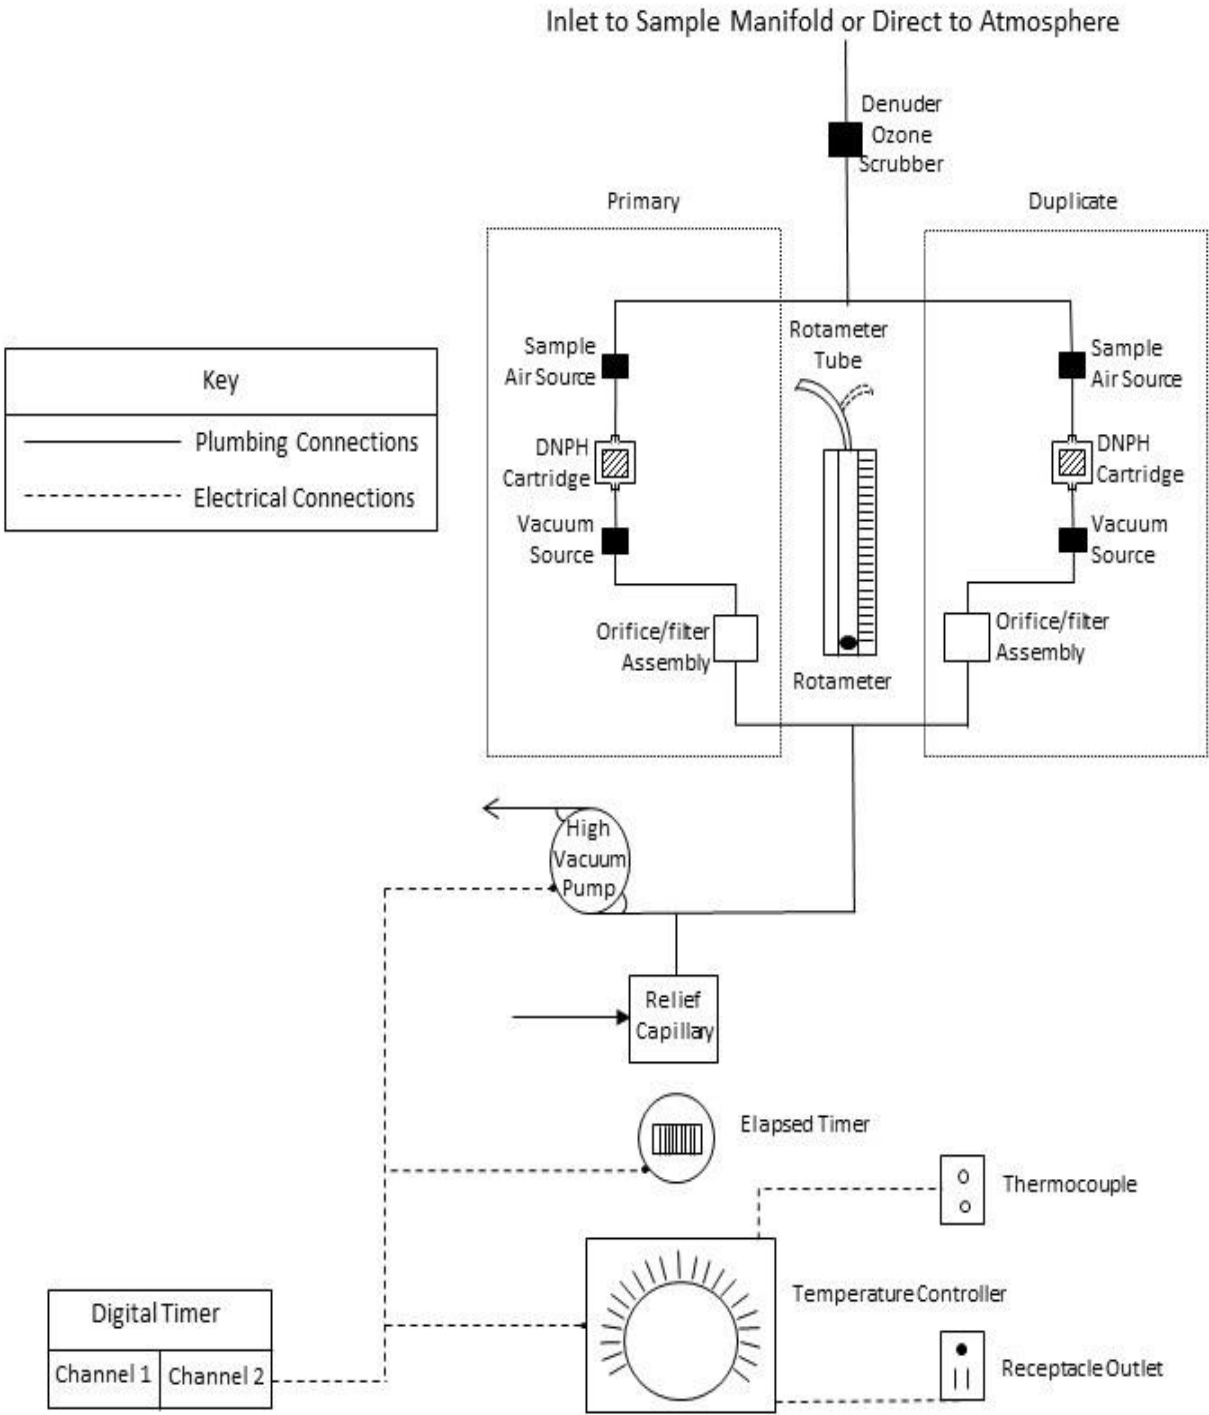 Inlet to Sample Manifold or Direct to Atmosphere
Denuder
Ozone
Scrubber
Primary
Duplicate
Rotameter
Tube
Sample
Air Source
Sample
Air Source
Key
Plumbing Connections
Electrical Connections
DNPH
Cartridge
DNPH
Cartridge
Vacuum
Source
Vacuum
Source
Orifice/filter
Assembly
Orifice/filter
Assembly
Rotameter
High
Vacuum
Pump
Relief
Capillary
Elapsed Timer
Thermocouple
Temperature Controller
Digital Timer
Channel 1
Channel 2
Receptacle Outlet